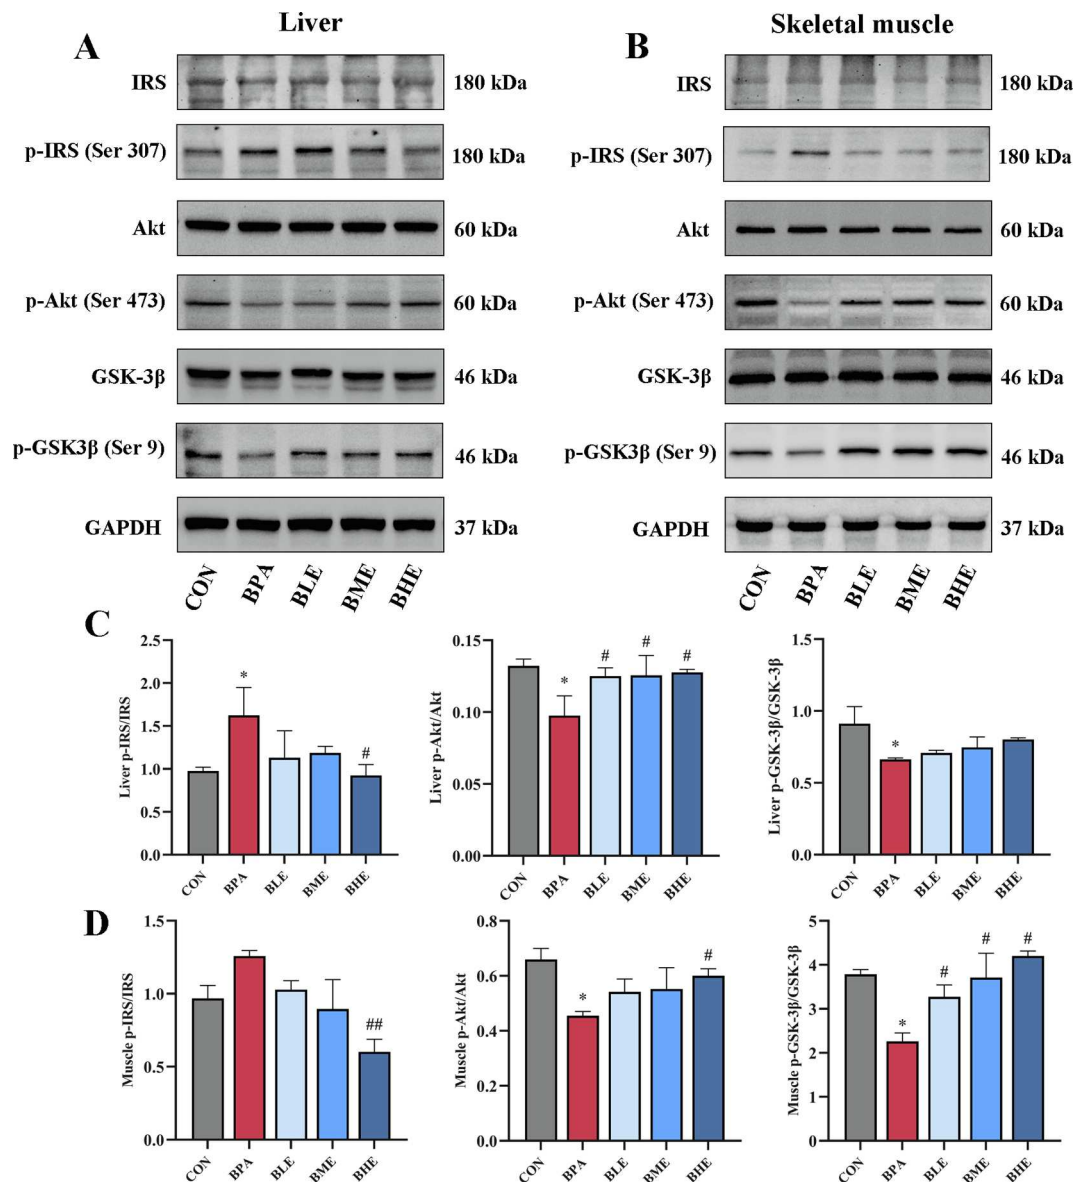 Liver
Skeletal muscle
A
B
IRS
180 kDa
p-IRS (Ser 307)
180 kDa
Akt
60 kDa
p-Akt (Ser 473)
60 kDa
GSK-3β
46 kDa
p-GSK3β (Ser 9)
46 kDa
GAPDH
37 kDa
CON BPA BLE BME BHE
IRS
180 kDa
p-IRS (Ser 307)
180 kDa
Akt
60 kDa
p-Akt (Ser 473)
60 kDa
GSK-3β
46 kDa
p-GSK3β (Ser 9)
46 kDa
GAPDH
37 kDa
CON BPA BLE BME BHE
C
Liver p-IRS/IRS
2.5
2.0
1.5
1.0
0.5
0.0
*
#
CON BPA BLE BME BHE
Liver p-Akt/Akt
0.15
0.10
0.05
0.00
*
#
#
#
CON BPA BLE BME BHE
Liver p-GSK-3β/GSK-3β
1.5
1.0
0.5
0.0
*
CON BPA BLE BME BHE
D
Muscle p-IRS/IRS
1.5
1.0
0.5
0.0
##
CON BPA BLE BME BHE
Muscle p-Akt/Akt
0.8
0.6
0.4
0.2
0.0
*
#
CON BPA BLE BME BHE
Muscle p-GSK-3β/GSK-3β
5
4
3
2
1
0
*
#
#
#
CON BPA BLE BME BHE